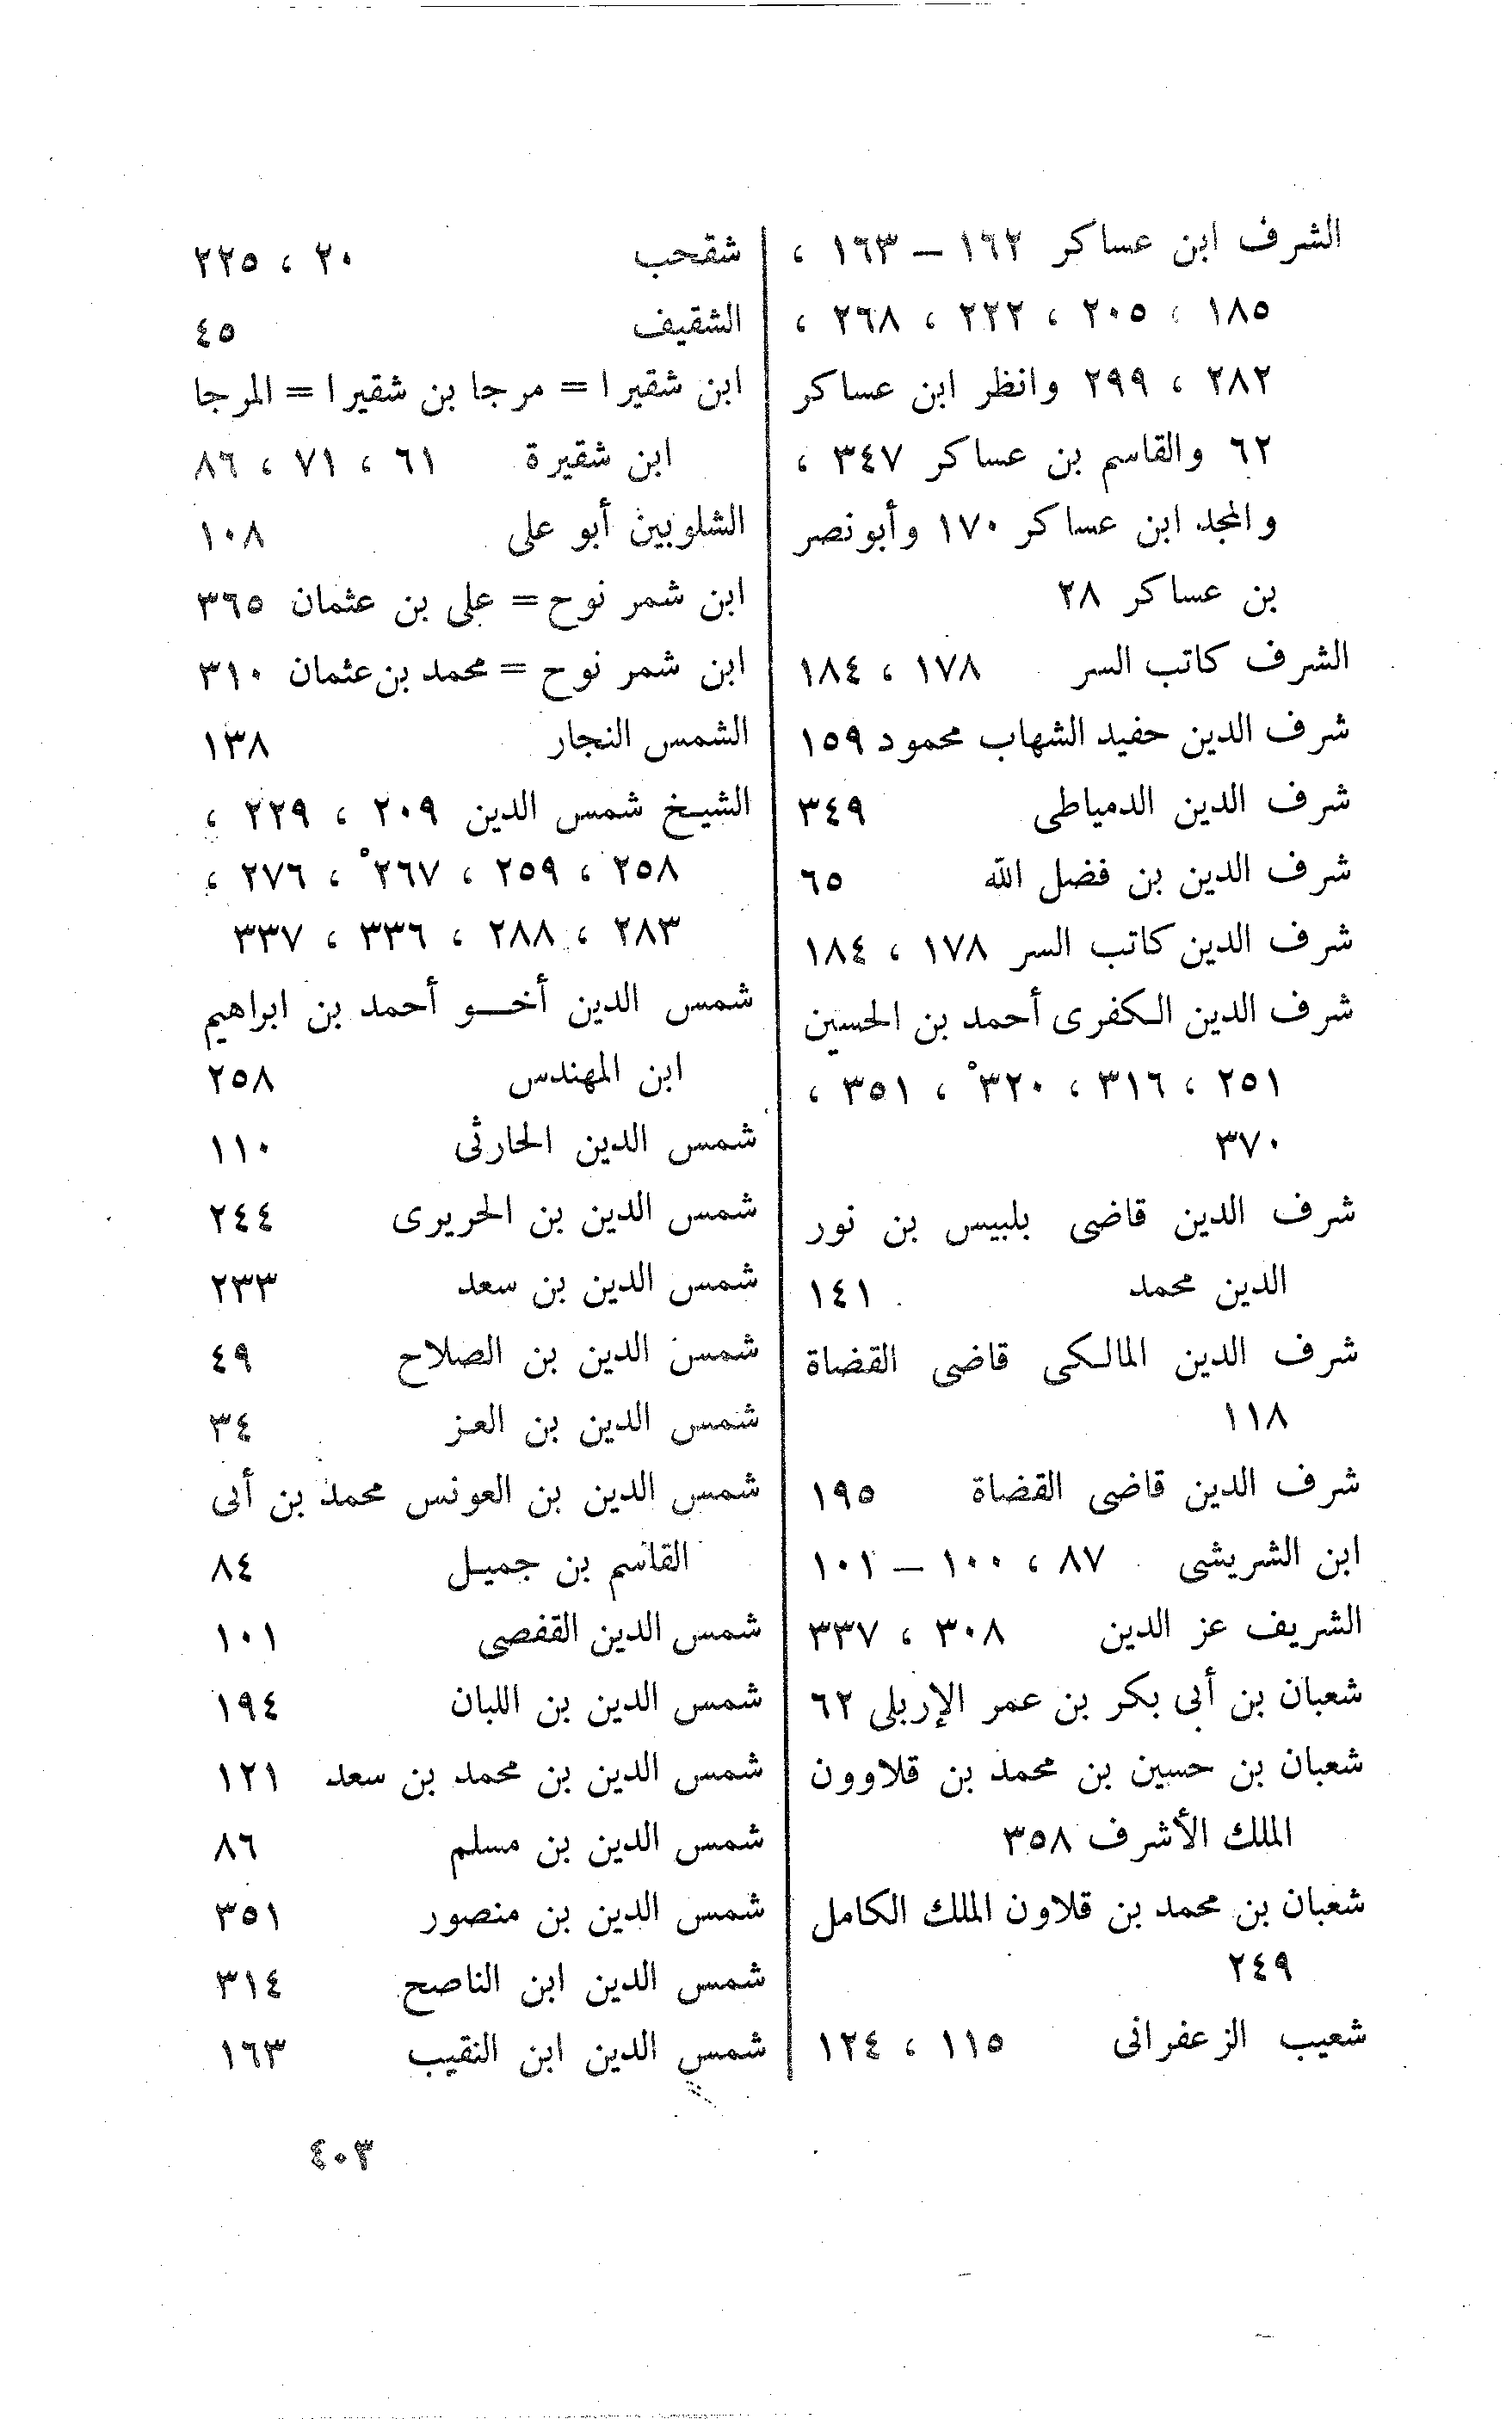 الشرف ابن عساكر ١٦٢ – ١٦٣ ،
١٨٥ ، ٢٠٥ ، ٢٢٢ ، ٢٦٨ ،
٢٨٢ ، ٢٩٩ وانظر ابن عساكر
٦٢ والقاسم بن عساكر ٣٤٧ ،
والمجد ابن عساكر ١٧٠ وأبو نصر
بن عساكر ٢٨
الشرف كاتب السر ١٧٨ ، ١٨٤
شرف الدين حفيد الشهاب محمود ١٥٩
شرف الدين الدمياطى ٣٤٩
شرف الدين بن فضل الله ٦٥
شرف الدين كاتب السر ١٧٨ ، ١٨٤
شرف الدين الكفرى أحمد بن الحسين
٢٥١ ، ٣١٦ ، ٣٢٠ ْ ، ٣٥١ ،
٣٧٠
شرف الدين قاضى بلبيس بن نور
الدين محمد ١٤١
شرف الدين المالكى قاضى القضاة
١١٨
شرف الدين قاضى القضاة ١٩٥
ابن الشريشى ٨٧ ، ١٠٠ – ١٠١
الشريف عز الدين ٣٠٨ ، ٣٣٧
شعبان بن أبى بكر بن عمر الإربلى ٦٢
شعبان بن حسين بن محمد بن قلاوون
الملك الأشرف ٣٥٨
شعبان بن محمد بن قلاون الملك الكامل
٢٤٩
شعيب الزعفرانى ١١٥ ، ١٢٤
شقحب ٢٠ ، ٢٢٥
الشقيف ٤٥
ابن شقيرا = مرجا بن شقيرا = المرجا
ابن شقيرة ٦١ ، ٧١ ، ٨٦
الشلوبين أبو على ١٠٨
ابن شمر نوح = على بن عثمان ٣٦٥
ابن شمر نوح = محمد بن عثمان ٣١٠
الشمس النجار ١٣٨
الشيخ شمس الدين ٢٠٩ ، ٢٢٩ ،
٢٥٨ ، ٢٥٩ ، ٢٦٧ ْ ، ٢٧٦ ،
٢٨٣ ، ٢٨٨ ، ٣٣٦ ، ٣٣٧
شمس الدين أخو أحمد بن ابراهيم
ابن المهندس ٢٥٨
شمس الدين الحارثى ١١٠
شمس الدين بن الحريرى ٢٤٤
شمس الدين بن سعد ٢٣٣
شمس الدين بن الصلاح ٤٩
شمس الدين بن العز ٣٤
شمس الدين بن العونس محمد بن أبى
القاسم بن جميل ٨٤
شمس الدين القفصى ١٠١
شمس الدين بن اللبان ١٩٤
شمس الدين بن محمد بن سعد ١٢١
شمس الدين بن مسلم ٨٦
شمس الدين بن منصور ٣٥١
شمس الدين ابن الناصح ٣١٤
شمس الدين ابن النقيب ١٦٣
٤٠٣